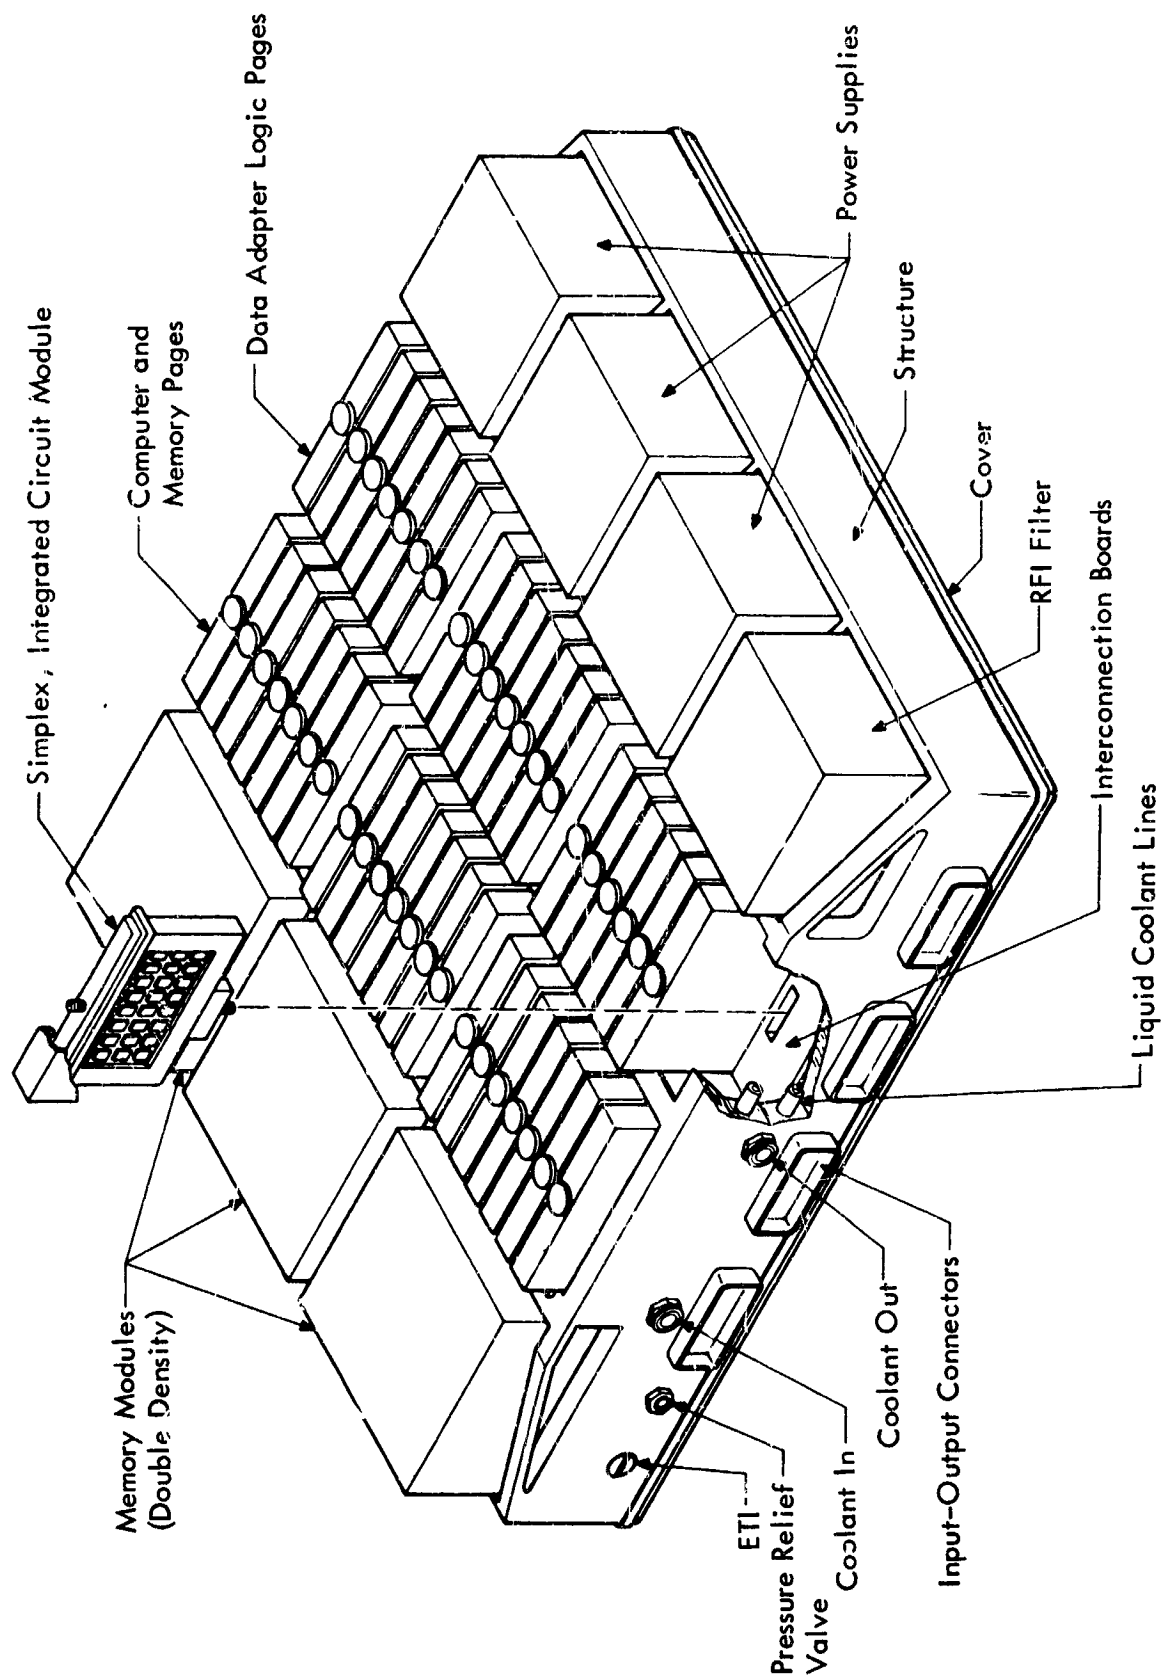 Simplex, Integrated Circuit Module
Computer and
Memory Pages
Data Adapter Logic Pages
Memory Modules
(Double Density)
Power Supplies
Structure
Cover
RFI Filter
Interconnection Boards
Liquid Coolant Lines
ETI
Pressure Relief
Valve
Coolant In
Coolant Out
Input-Output Connectors